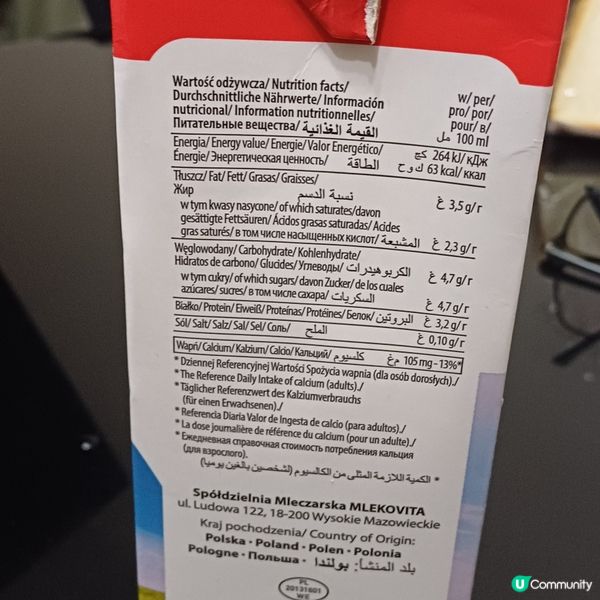 Wartość odżywcza/ Nutrition facts/
Durchschnittliche Nährwerte/ Información
nutricional/ Information nutritionnelles/
Питательные вещества/ القيمة الغذائية
w/ per/
pro/ por/
pour/ в/
100 ml مل
Energia/ Energy value/ Energie/ Valor Energético/
Énergie/ Энергетическая ценность/ الطاقة
264 kJ/ кДж كج
63 kcal/ ккал ك و ح
Tłuszcz/ Fat/ Fett/ Grasas/ Graisses/
Жир نسبة الدسم 3,5 g/ г غ
w tym kwasy nasycone/ of which saturates/ davon
gesättigte Fettsäuren/ Ácidos grasas saturadas/ Acides
gras saturés/ в том числе насыщенных кислот/ المشبعة 2,3 g/ г غ
Węglowodany/ Carbohydrate/ Kohlenhydrate/
Hidratos de carbono/ Glucides/ Углеводы/ الكربوهيدرات 4,7 g/ г غ
w tym cukry/ of which sugars/ davon Zucker/ de los cuales
azúcares/ sucres/ в том числе сахара/ السكريات 4,7 g/ г غ
Białko/ Protein/ Eiweiß/ Proteínas/ Protéines/ Белок/ البروتين 3,2 g/ г غ
Sól/ Salt/ Salz/ Sal/ Sel/ Соль/ الملح 0,10 g/ г غ
Wapń/ Calcium/ Kalzium/ Calcio/ Кальций/ كلسيوم 105 mg - 13%* مغ
* Dziennej Referencyjnej Wartości Spożycia wapnia (dla osób dorosłych)./
* The Reference Daily Intake of calcium (adults)./
* Täglicher Referenzwert des Kalziumverbrauchs
(für einen Erwachsenen)./
* Referencia Diaria Valor de Ingesta de calcio (para adultos)./
* La dose journalière de référence du calcium (pour un adulte)./
* Ежедневная справочная стоимость потребления кальция
(для взрослого).
* الكمية اللازمة المثلى من الكالسيوم (لشخصين بالغين يوميا)
Spółdzielnia Mleczarska MLEKOVITA
ul. Ludowa 122, 18-200 Wysokie Mazowieckie
Kraj pochodzenia/ Country of Origin:
Polska • Poland • Polen • Polonia
Pologne • Польша • بلد المنشأ: بولندا
PL
20131601
WE
U Community